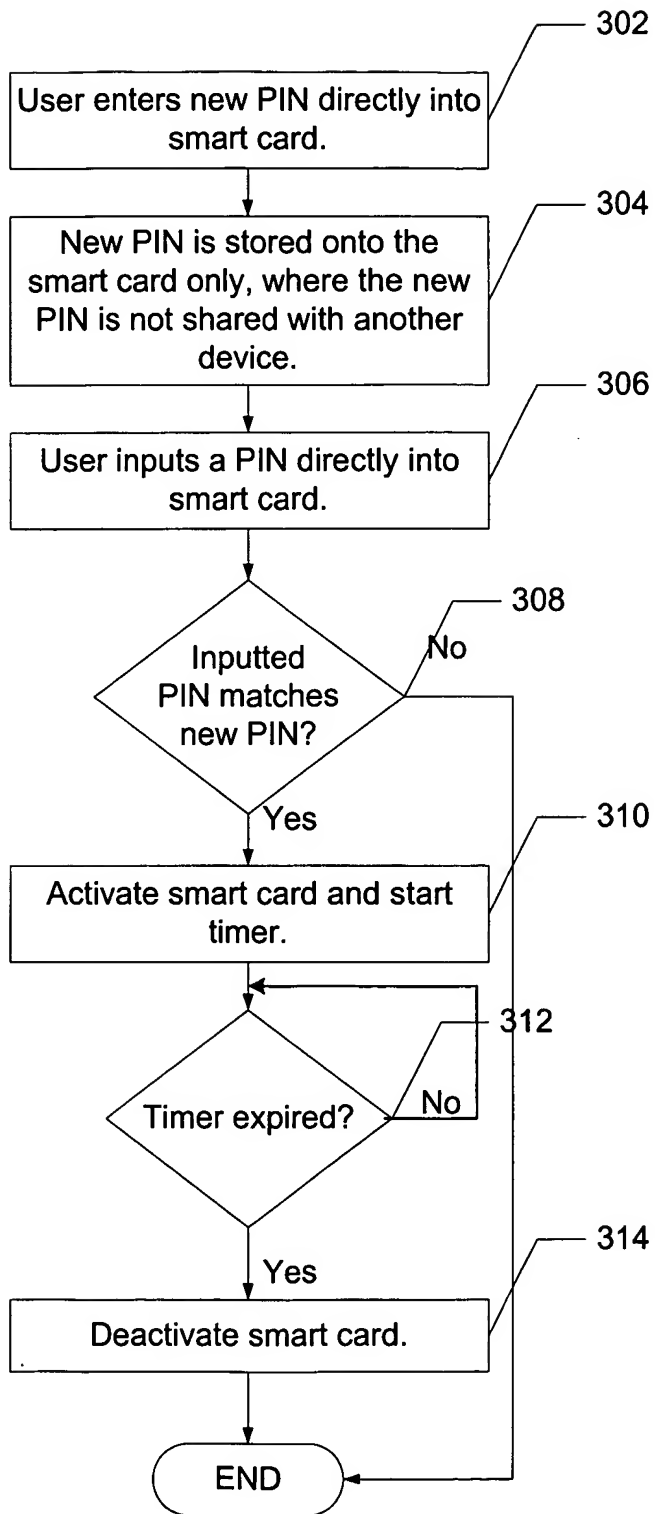 302
User enters new PIN directly into
smart card.
304
New PIN is stored onto the
smart card only, where the new
PIN is not shared with another
device.
306
User inputs a PIN directly into
smart card.
308
No
Inputted
PIN matches
new PIN?
Yes
310
Activate smart card and start
timer.
312
Timer expired?
No
Yes
314
Deactivate smart card.
END